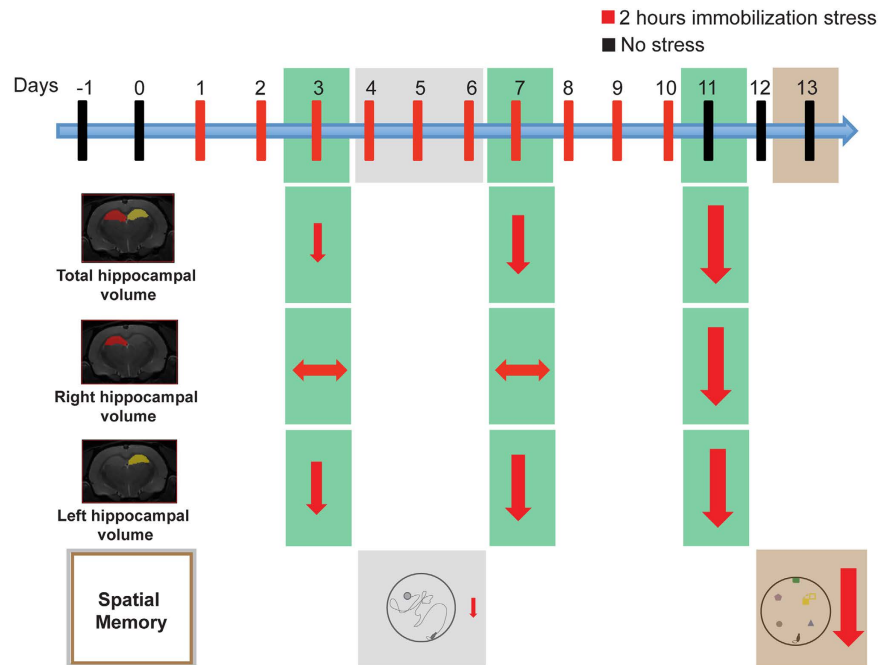 2 hours immobilization stress
No stress
Days -1 0 1 2 3 4 5 6 7 8 9 10 11 12 13
Total hippocampal
volume
Right hippocampal
volume
Left hippocampal
volume
Spatial
Memory